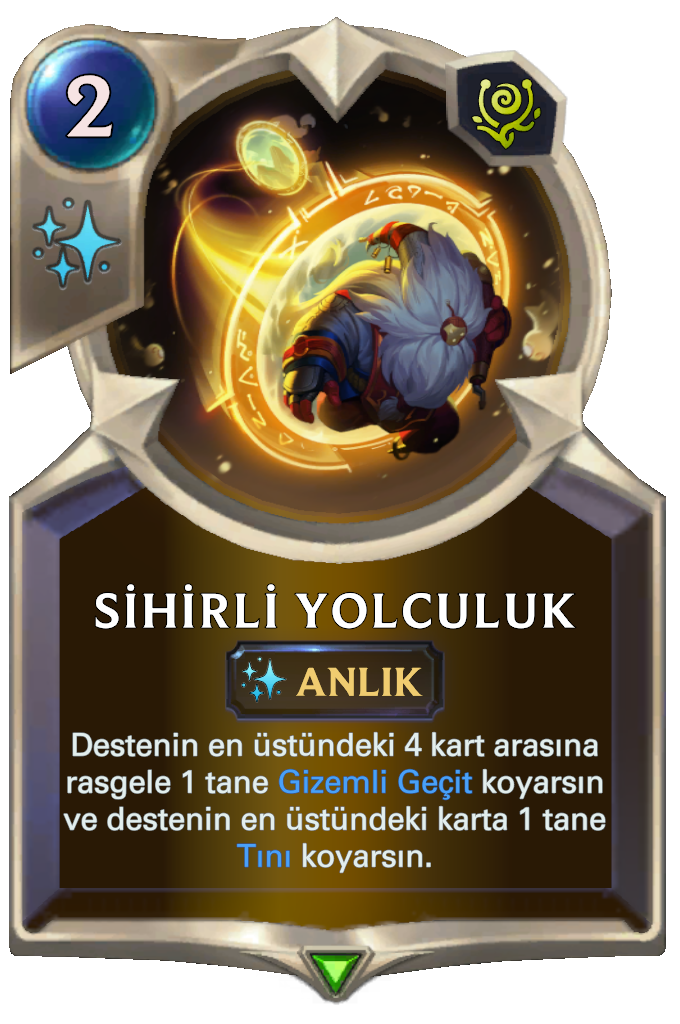 2
SİHİRLİ YOLCULUK
ANLIK
Destenin en üstündeki 4 kart arasına
rasgele 1 tane Gizemli Geçit koyarsın
ve destenin en üstündeki karta 1 tane
Tını koyarsın.